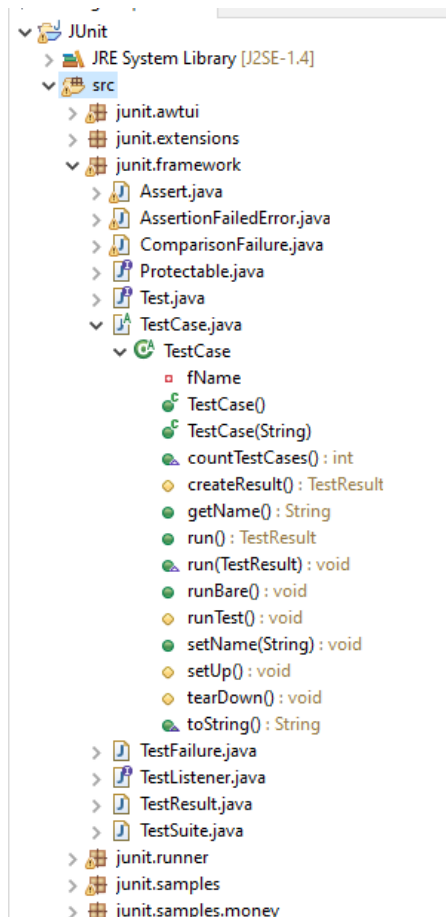 JUnit
JRE System Library [J2SE-1.4]
src
junit.awtui
junit.extensions
junit.framework
Assert.java
AssertionFailedError.java
ComparisonFailure.java
Protectable.java
Test.java
TestCase.java
TestCase
fName
TestCase()
TestCase(String)
countTestCases() : int
createResult() : TestResult
getName() : String
run() : TestResult
run(TestResult) : void
runBare() : void
runTest() : void
setName(String) : void
setUp() : void
tearDown() : void
toString() : String
TestFailure.java
TestListener.java
TestResult.java
TestSuite.java
junit.runner
junit.samples
junit.samples.money